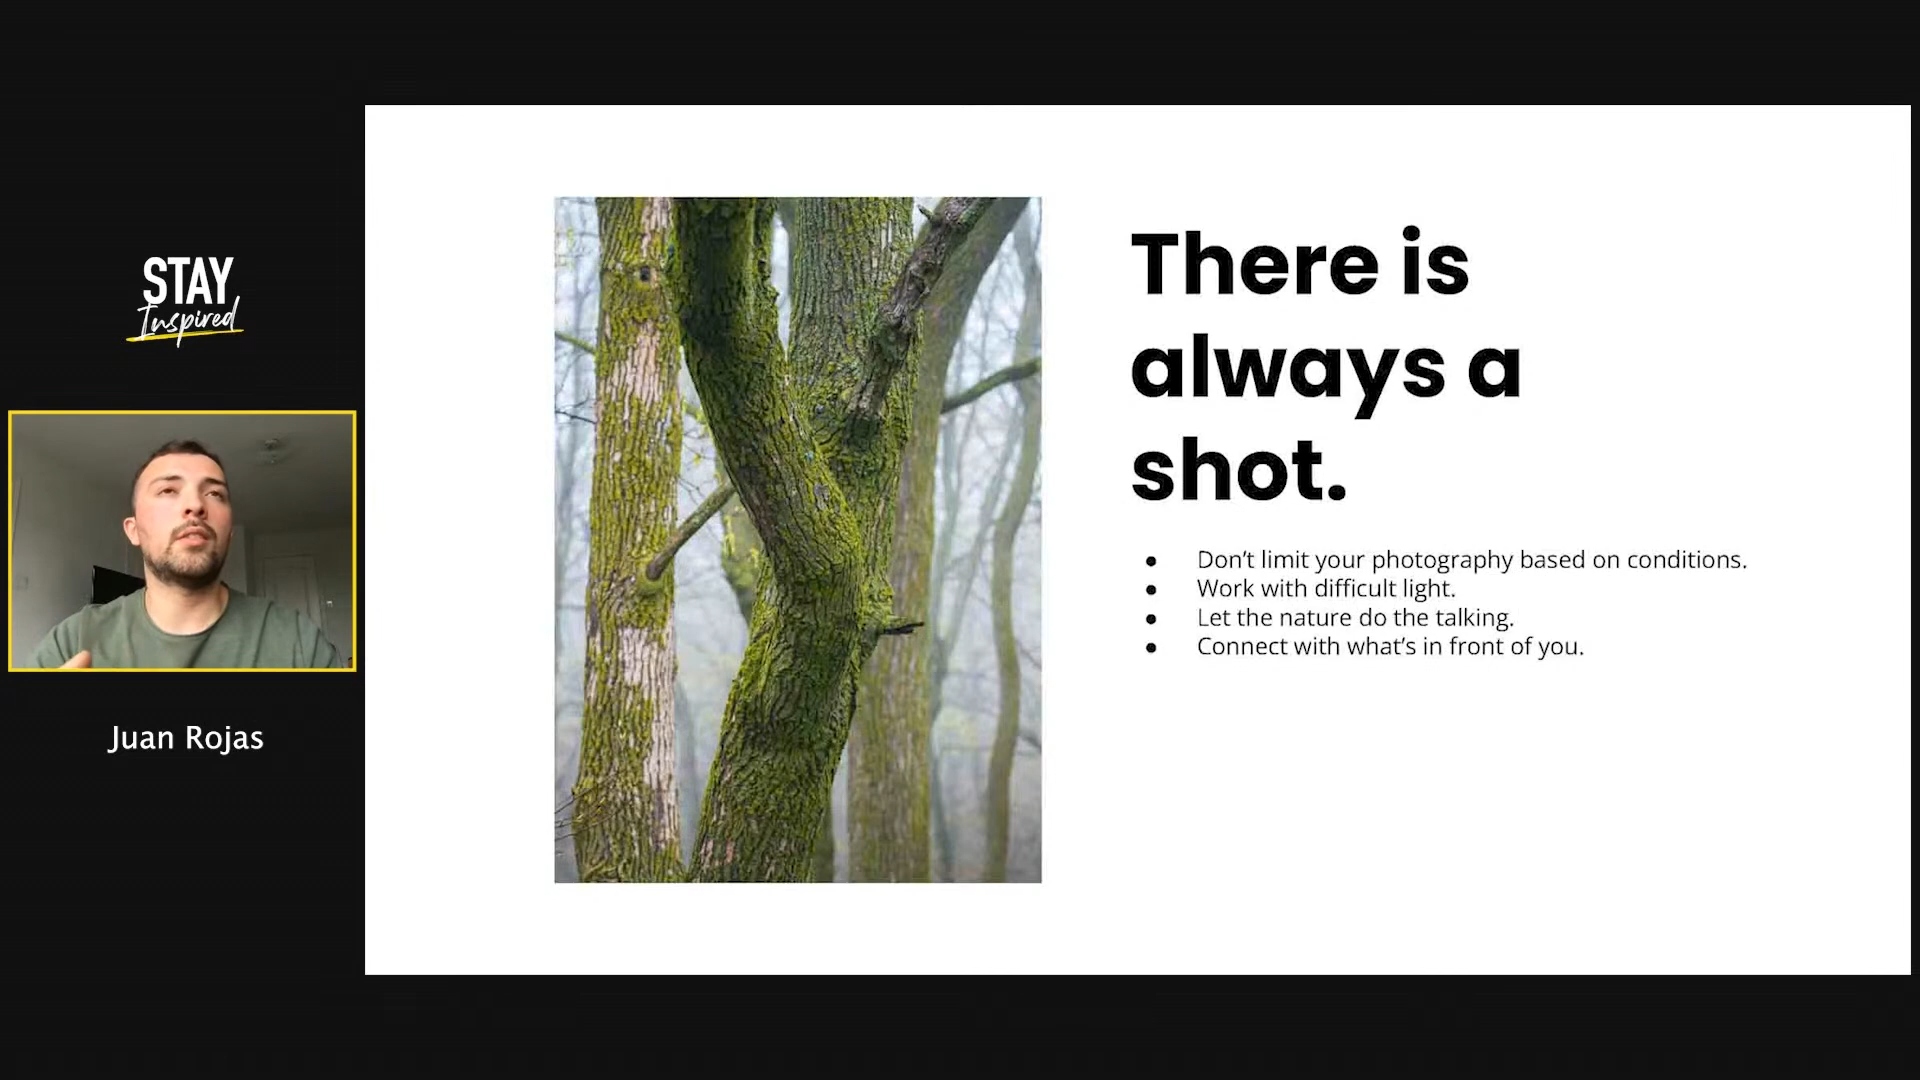 STAY
Inspired
Juan Rojas
There is
always a
shot.
● Don’t limit your photography based on conditions.
● Work with difficult light.
● Let the nature do the talking.
● Connect with what’s in front of you.